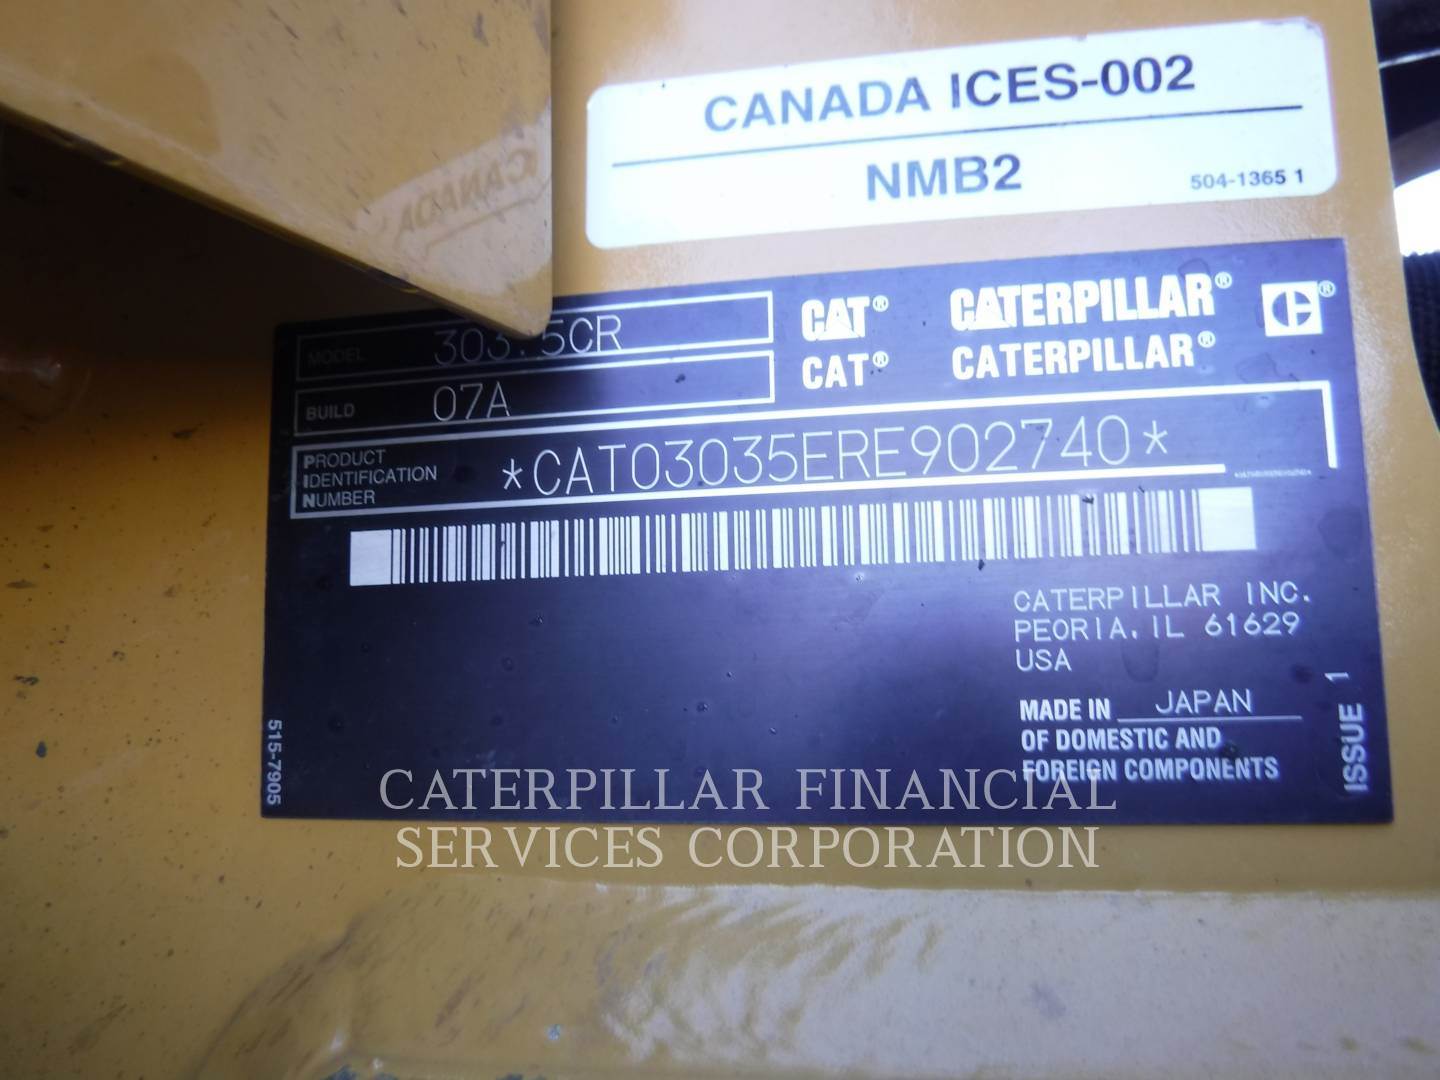 CANADA ICES-002
NMB2
504-1365 1
CANADA IC
MODEL 303.5CR
BUILD 07A
CAT® CATERPILLAR® ®
CAT® CATERPILLAR®
PRODUCT
IDENTIFICATION
NUMBER
*CAT03035ERE902740*
CATERPILLAR INC.
PEORIA, IL 61629
USA
MADE IN JAPAN
OF DOMESTIC AND
FOREIGN COMPONENTS
ISSUE 1
515-7905
CATERPILLAR FINANCIAL
SERVICES CORPORATION